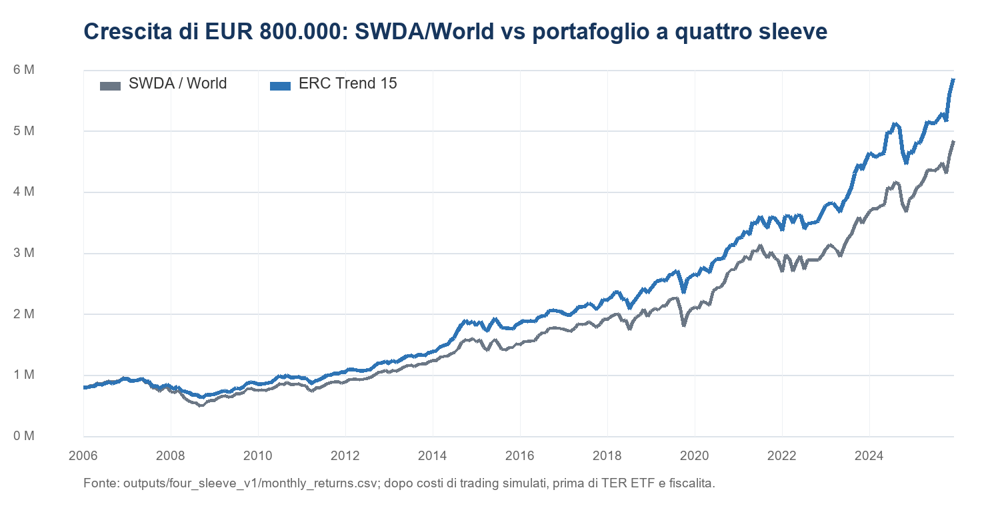 Crescita di EUR 800.000: SWDA/World vs portafoglio a quattro sleeve
6 M
SWDA / World
ERC Trend 15
5 M
4 M
3 M
2 M
1 M
0 M
2006 2008 2010 2012 2014 2016 2018 2020 2022 2024
Fonte: outputs/four_sleeve_v1/monthly_returns.csv; dopo costi di trading simulati, prima di TER ETF e fiscalita.